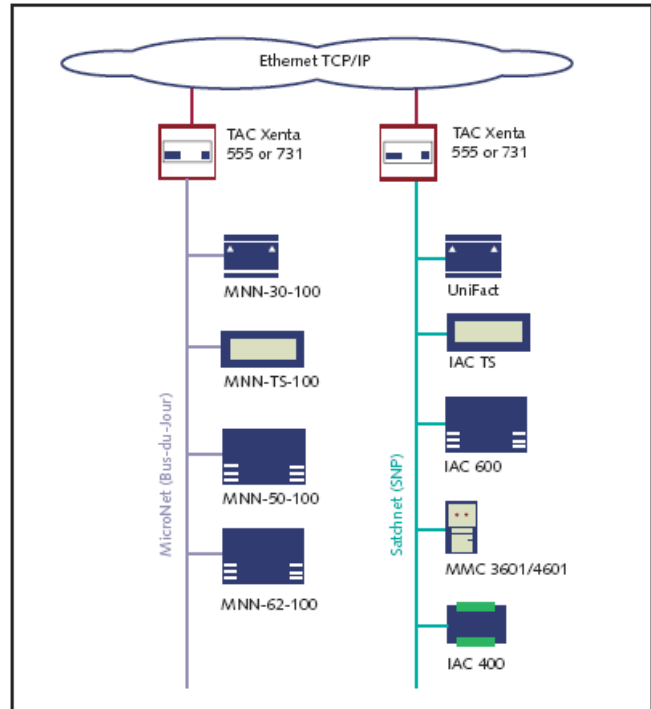 Ethernet TCP/IP
TAC Xenta
555 or 731
TAC Xenta
555 or 731
MicroNet (Bus-du-Jour)
MNN-30-100
MNN-TS-100
MNN-50-100
MNN-62-100
Satchnet (SNP)
UniFact
IAC TS
IAC 600
MMC 3601/4601
IAC 400